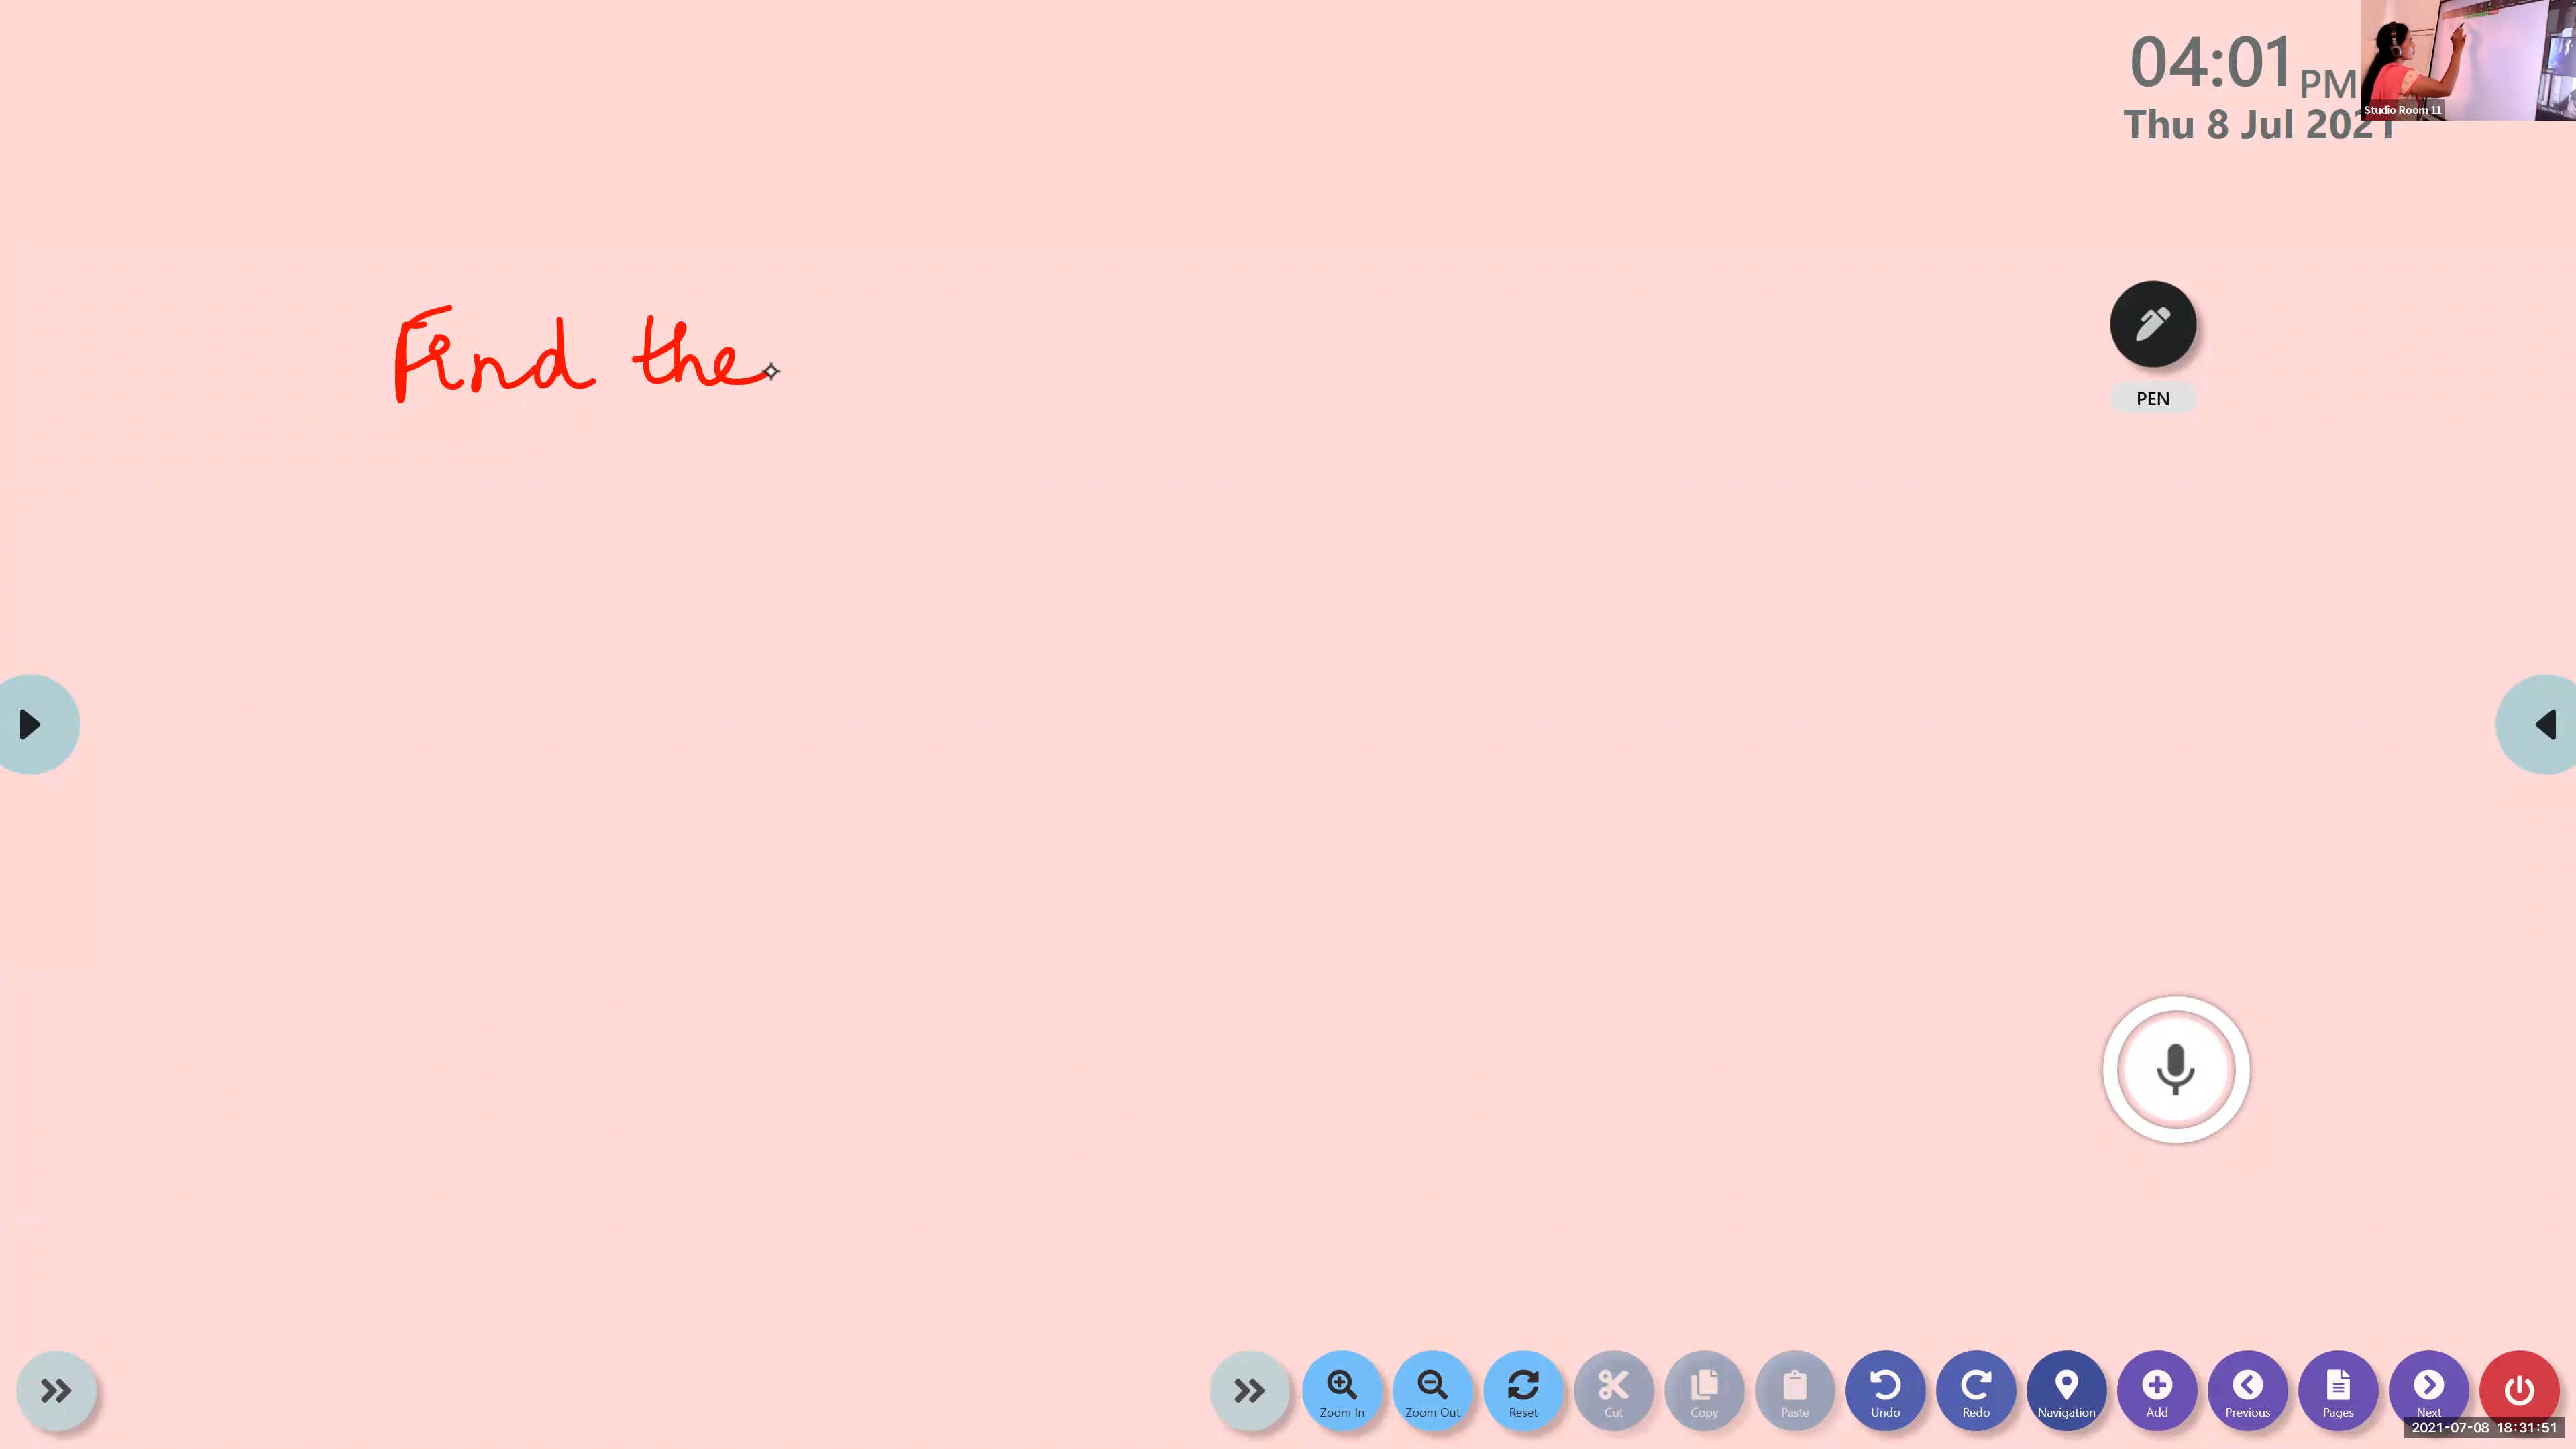 04:01 PM
Studio Room 11
Thu 8 Jul 2021
Find the
PEN
Zoom In Zoom Out Reset Cut Copy Paste Undo Redo Navigation Add Previous Pages Next
2021-07-08 18:31:51